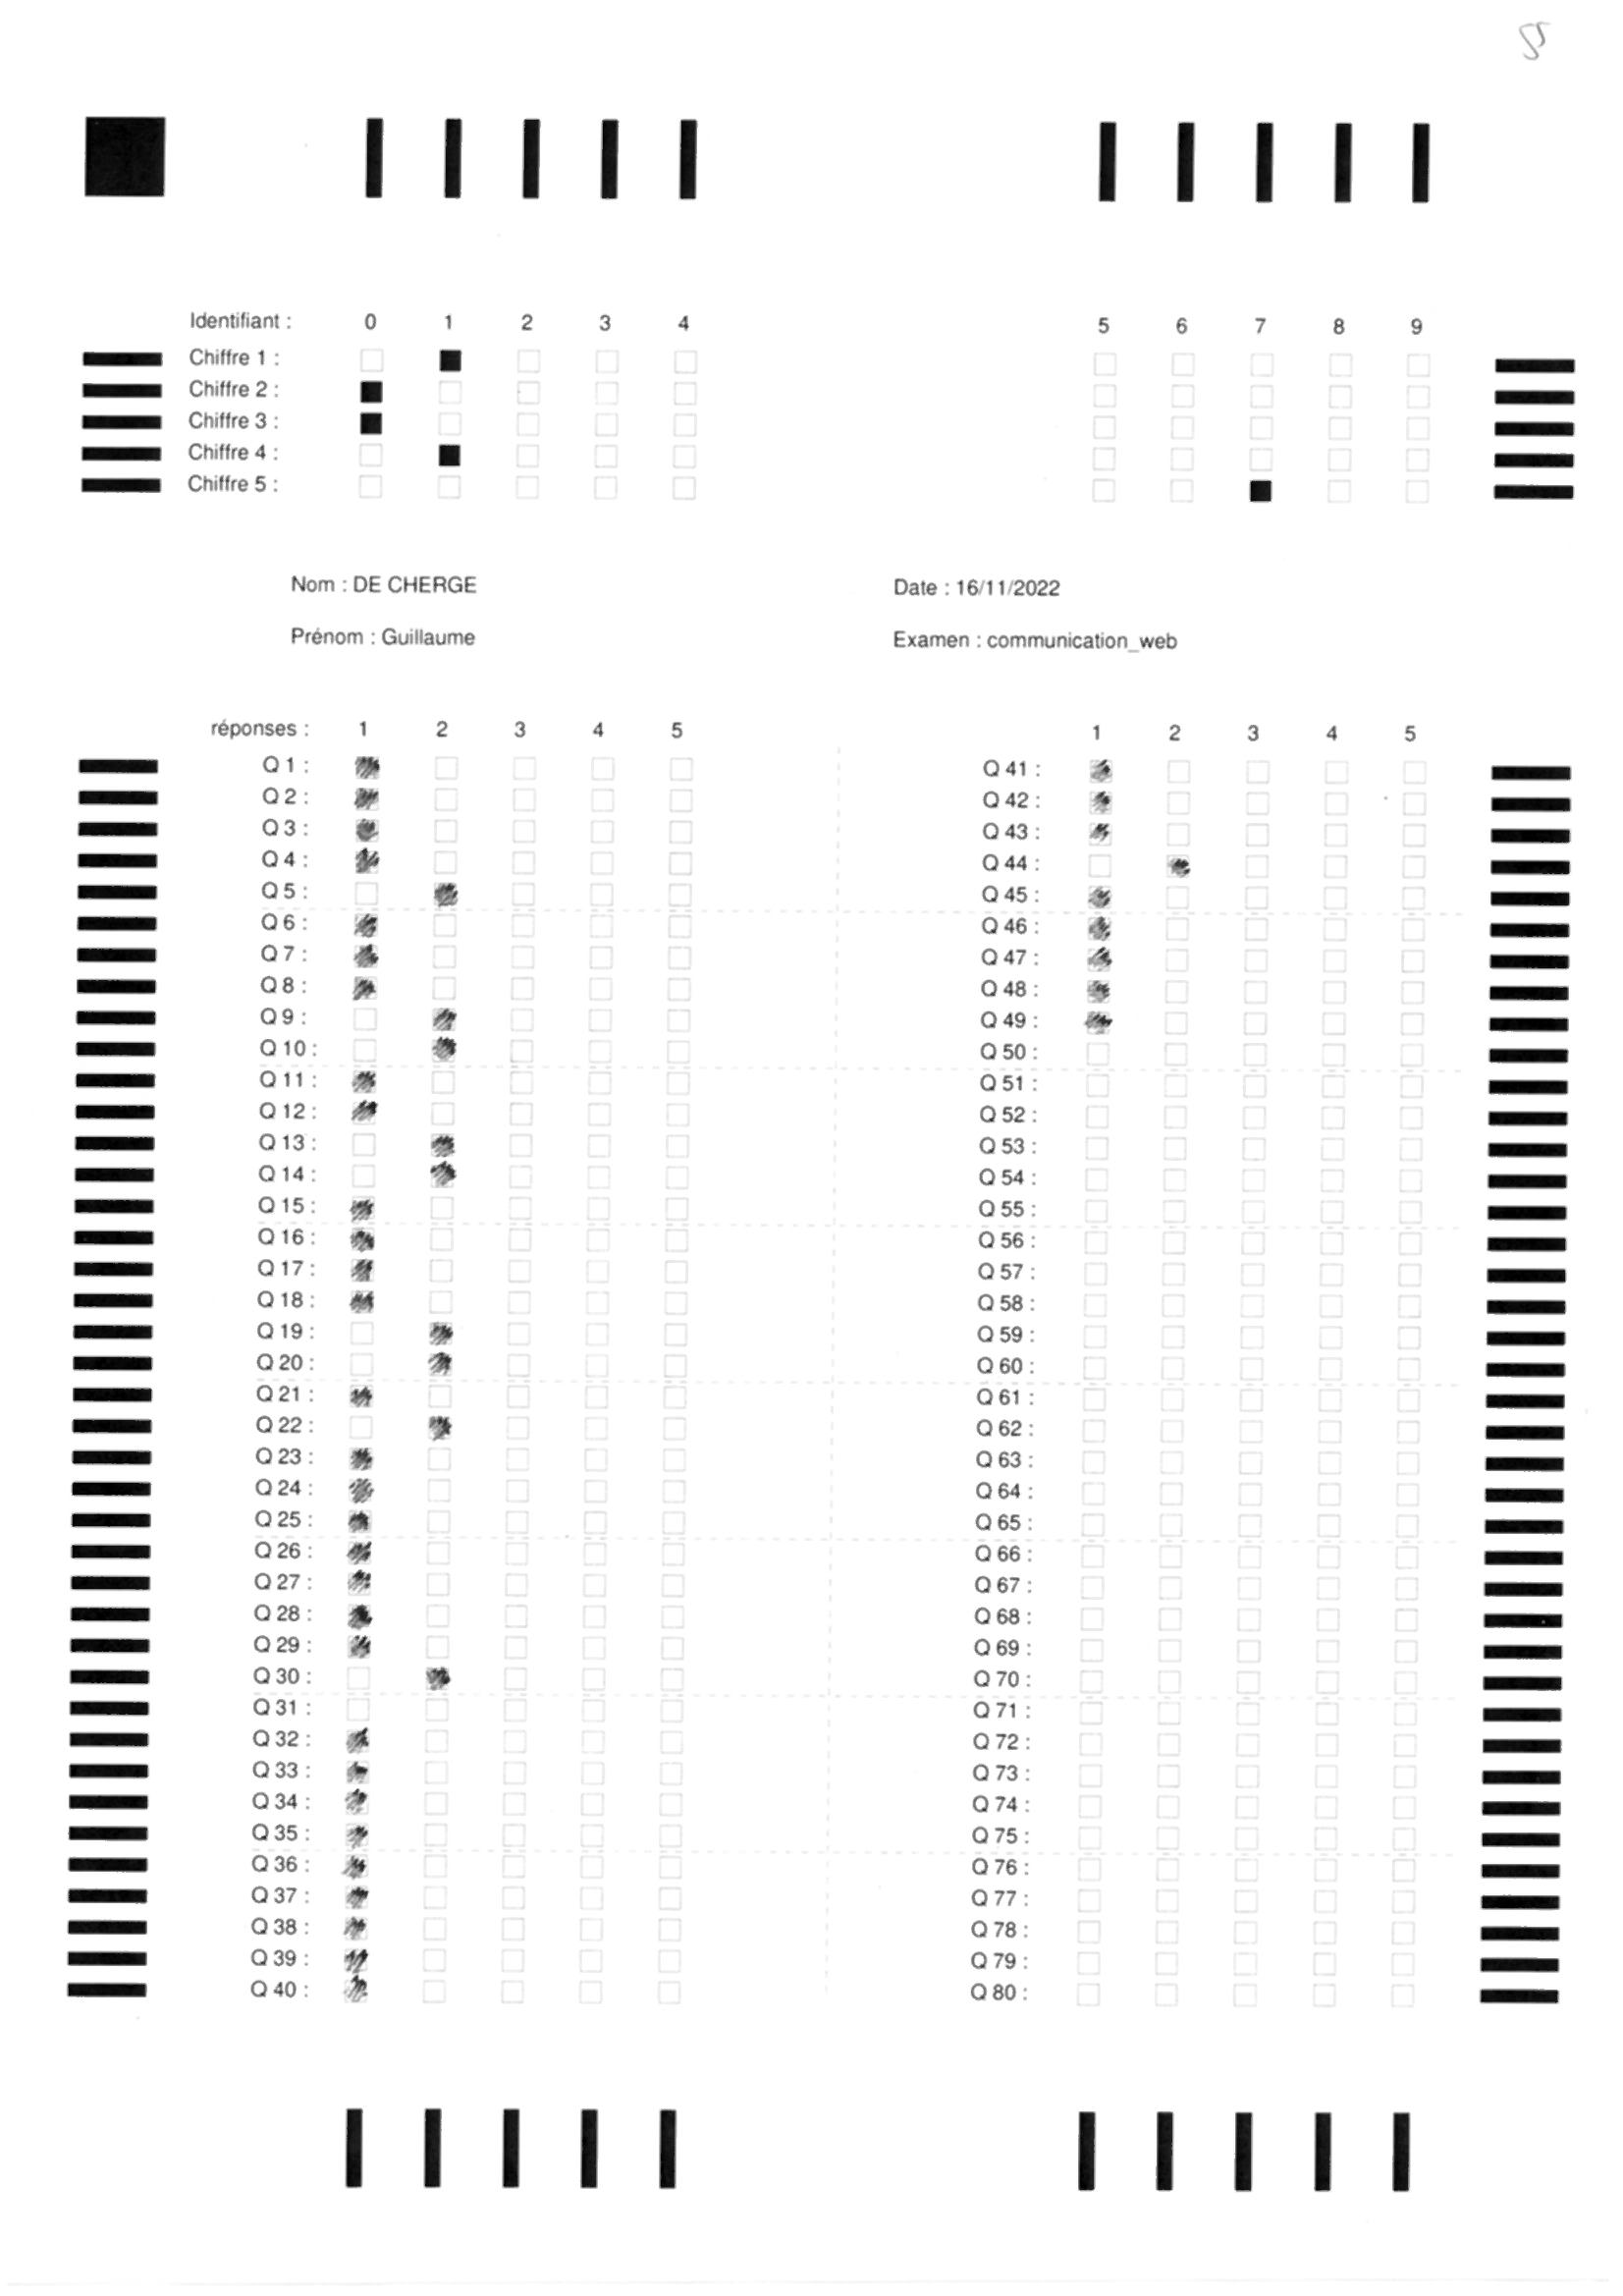 Identifiant : 0 1 2 3 4 5 6 7 8 9
Chiffre 1 :
Chiffre 2 :
Chiffre 3 :
Chiffre 4 :
Chiffre 5 :
Nom : DE CHERGE
Date : 16/11/2022
Prénom : Guillaume
Examen : communication_web
réponses : 1 2 3 4 5
Q 1 :
Q 2 :
Q 3 :
Q 4 :
Q 5 :
Q 6 :
Q 7 :
Q 8 :
Q 9 :
Q 10 :
Q 11 :
Q 12 :
Q 13 :
Q 14 :
Q 15 :
Q 16 :
Q 17 :
Q 18 :
Q 19 :
Q 20 :
Q 21 :
Q 22 :
Q 23 :
Q 24 :
Q 25 :
Q 26 :
Q 27 :
Q 28 :
Q 29 :
Q 30 :
Q 31 :
Q 32 :
Q 33 :
Q 34 :
Q 35 :
Q 36 :
Q 37 :
Q 38 :
Q 39 :
Q 40 :
1 2 3 4 5
Q 41 :
Q 42 :
Q 43 :
Q 44 :
Q 45 :
Q 46 :
Q 47 :
Q 48 :
Q 49 :
Q 50 :
Q 51 :
Q 52 :
Q 53 :
Q 54 :
Q 55 :
Q 56 :
Q 57 :
Q 58 :
Q 59 :
Q 60 :
Q 61 :
Q 62 :
Q 63 :
Q 64 :
Q 65 :
Q 66 :
Q 67 :
Q 68 :
Q 69 :
Q 70 :
Q 71 :
Q 72 :
Q 73 :
Q 74 :
Q 75 :
Q 76 :
Q 77 :
Q 78 :
Q 79 :
Q 80 :